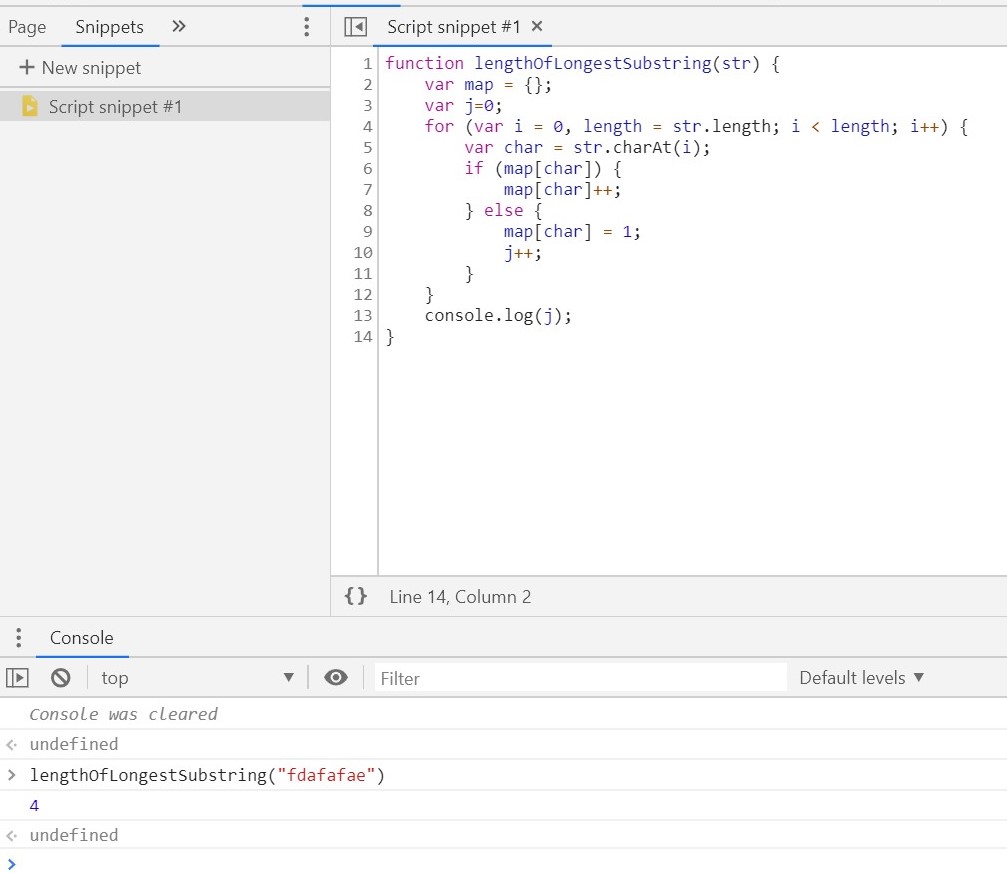 Page Snippets »
+ New snippet
Script snippet #1
Script snippet #1 ×
1 function lengthOfLongestSubstring(str) {
2     var map = {};
3     var j=0;
4     for (var i = 0, length = str.length; i < length; i++) {
5         var char = str.charAt(i);
6         if (map[char]) {
7             map[char]++;
8         } else {
9             map[char] = 1;
10             j++;
11         }
12     }
13     console.log(j);
14 }
{} Line 14, Column 2
Console
top ▼ Filter Default levels ▼
Console was cleared
undefined
> lengthOfLongestSubstring("fdafafae")
4
undefined
>